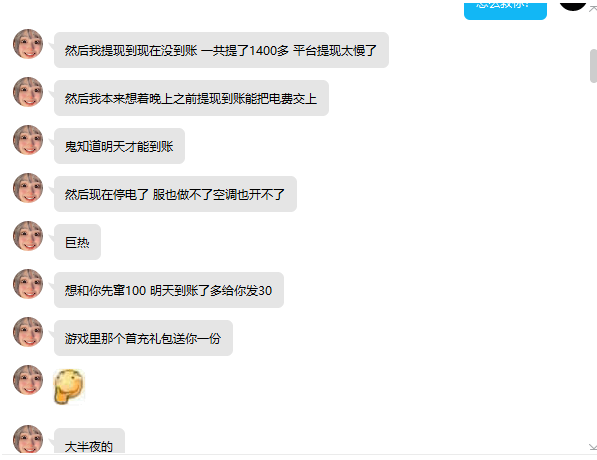 怎么救你?
然后我提现到现在没到账 一共提了1400多 平台提现太慢了
然后我本来想着晚上之前提现到账能把电费交上
鬼知道明天才能到账
然后现在停电了 服也做不了空调也开不了
巨热
想和你先窜100 明天到账了多给你发30
游戏里那个首充礼包送你一份
大半夜的